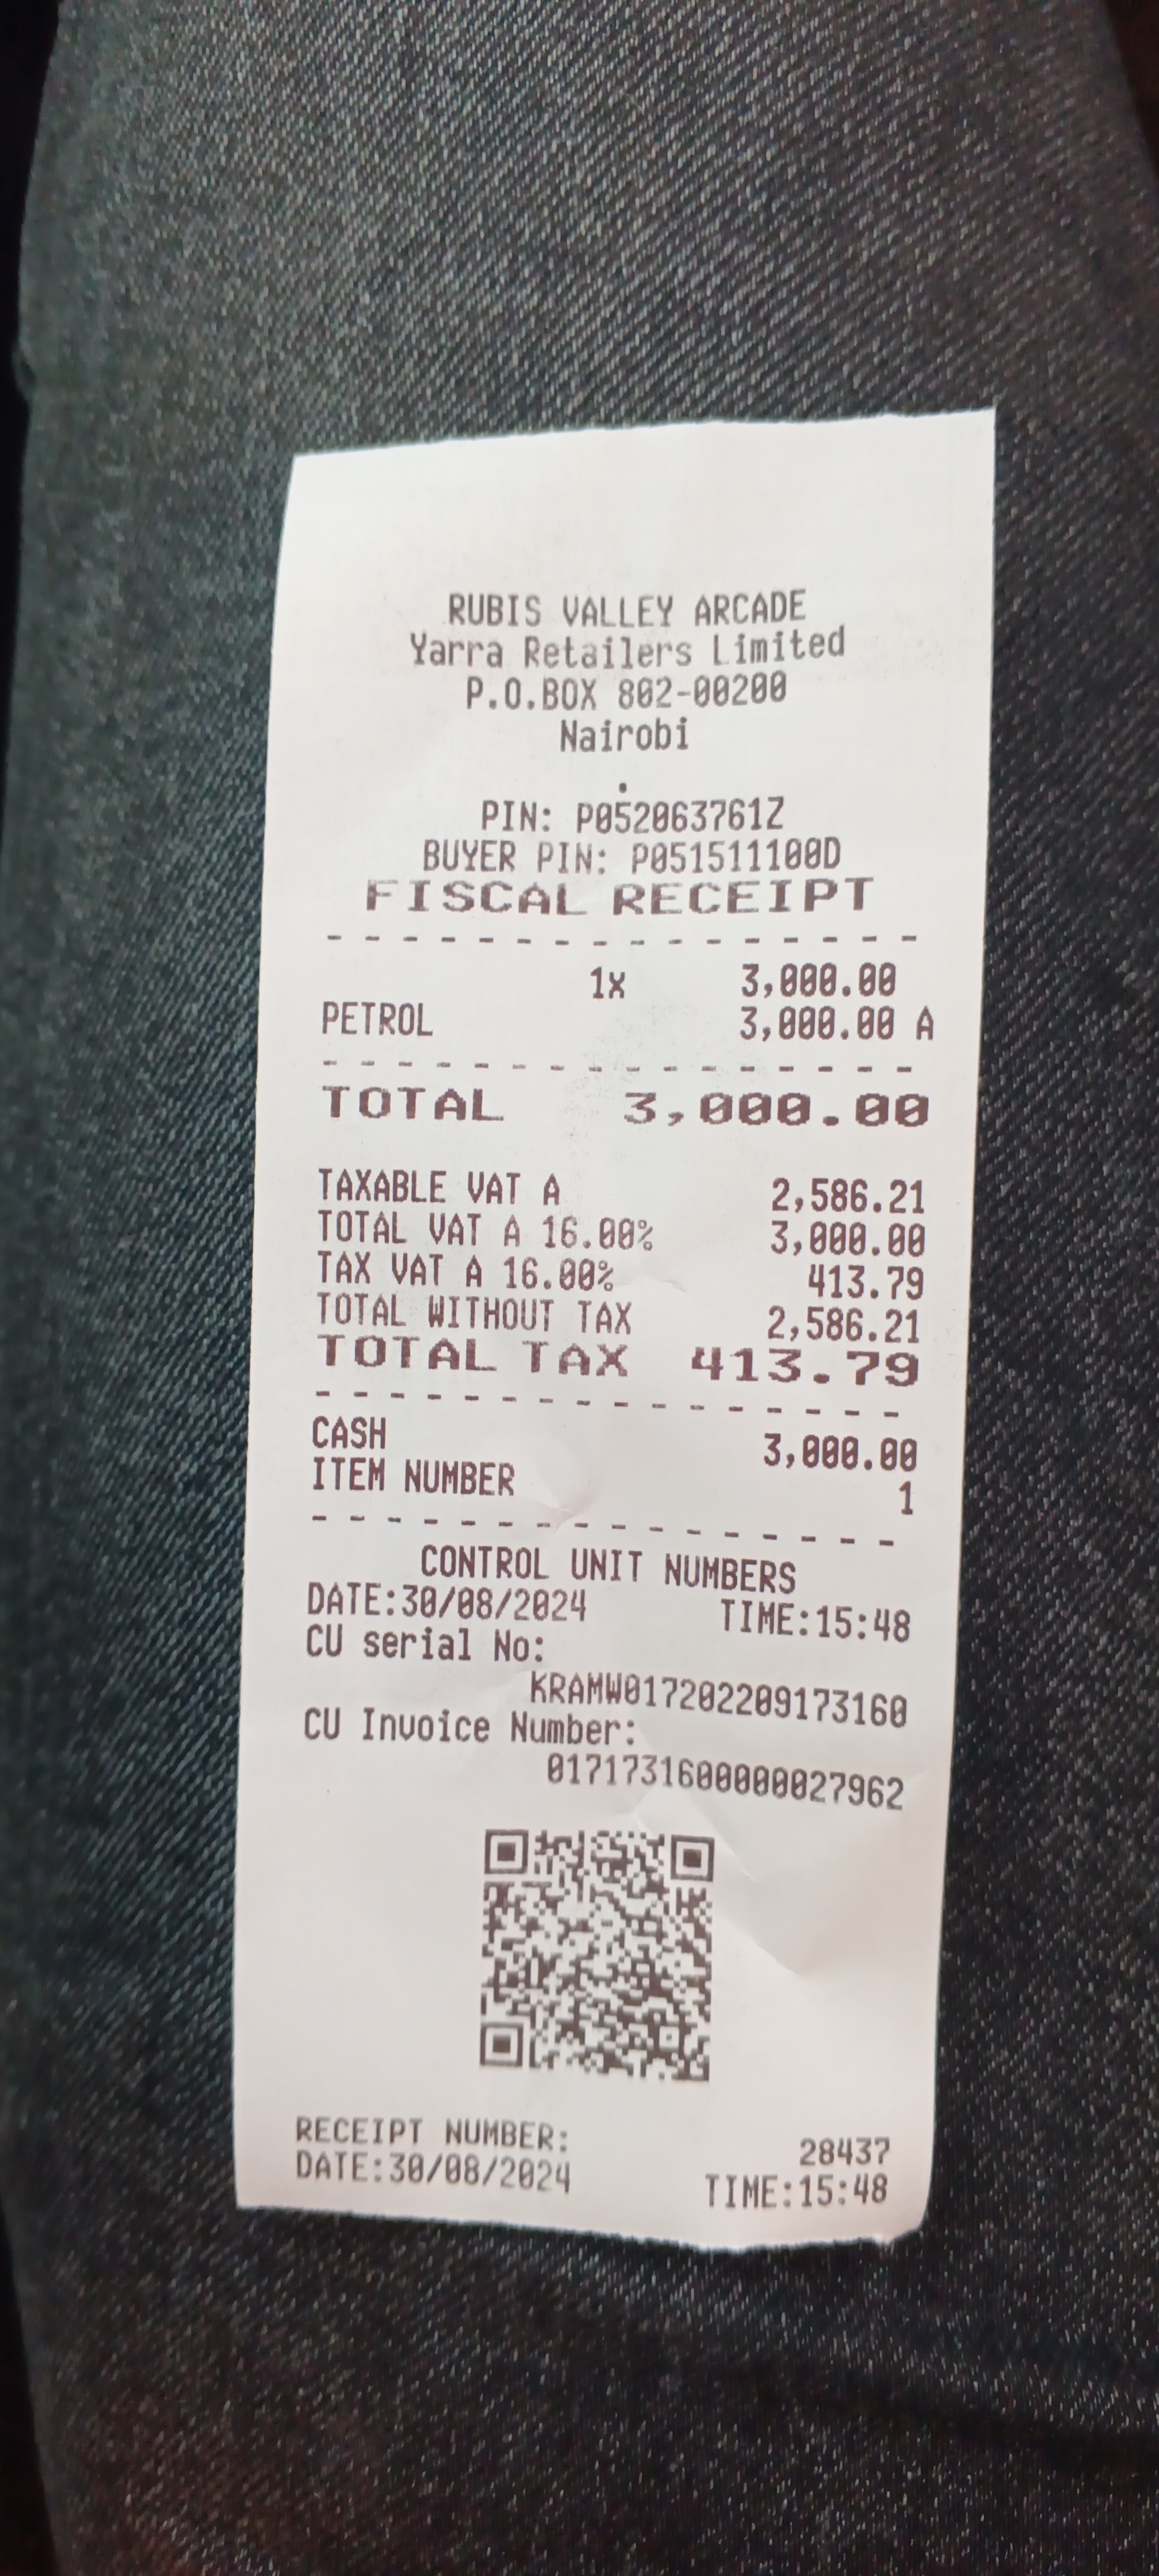 RUBIS VALLEY ARCADE
Yarra Retailers Limited
P.O.BOX 802-00200
Nairobi
.
PIN: P052063761Z
BUYER PIN: P051511100D
FISCAL RECEIPT
- - - - - - - - - - - - - - - -
1x 3,000.00
PETROL 3,000.00 A
- - - - - - - - - - - - - - - -
TOTAL 3,000.00
TAXABLE VAT A 2,586.21
TOTAL VAT A 16.00% 3,000.00
TAX VAT A 16.00% 413.79
TOTAL WITHOUT TAX 2,586.21
TOTAL TAX 413.79
- - - - - - - - - - - - - - - -
CASH 3,000.00
ITEM NUMBER 1
- - - - - - - - - - - - - - - -
CONTROL UNIT NUMBERS
DATE:30/08/2024 TIME:15:48
CU serial No:
KRAMW017202209173160
CU Invoice Number:
0171731600000027962
RECEIPT NUMBER: 28437
DATE:30/08/2024 TIME:15:48